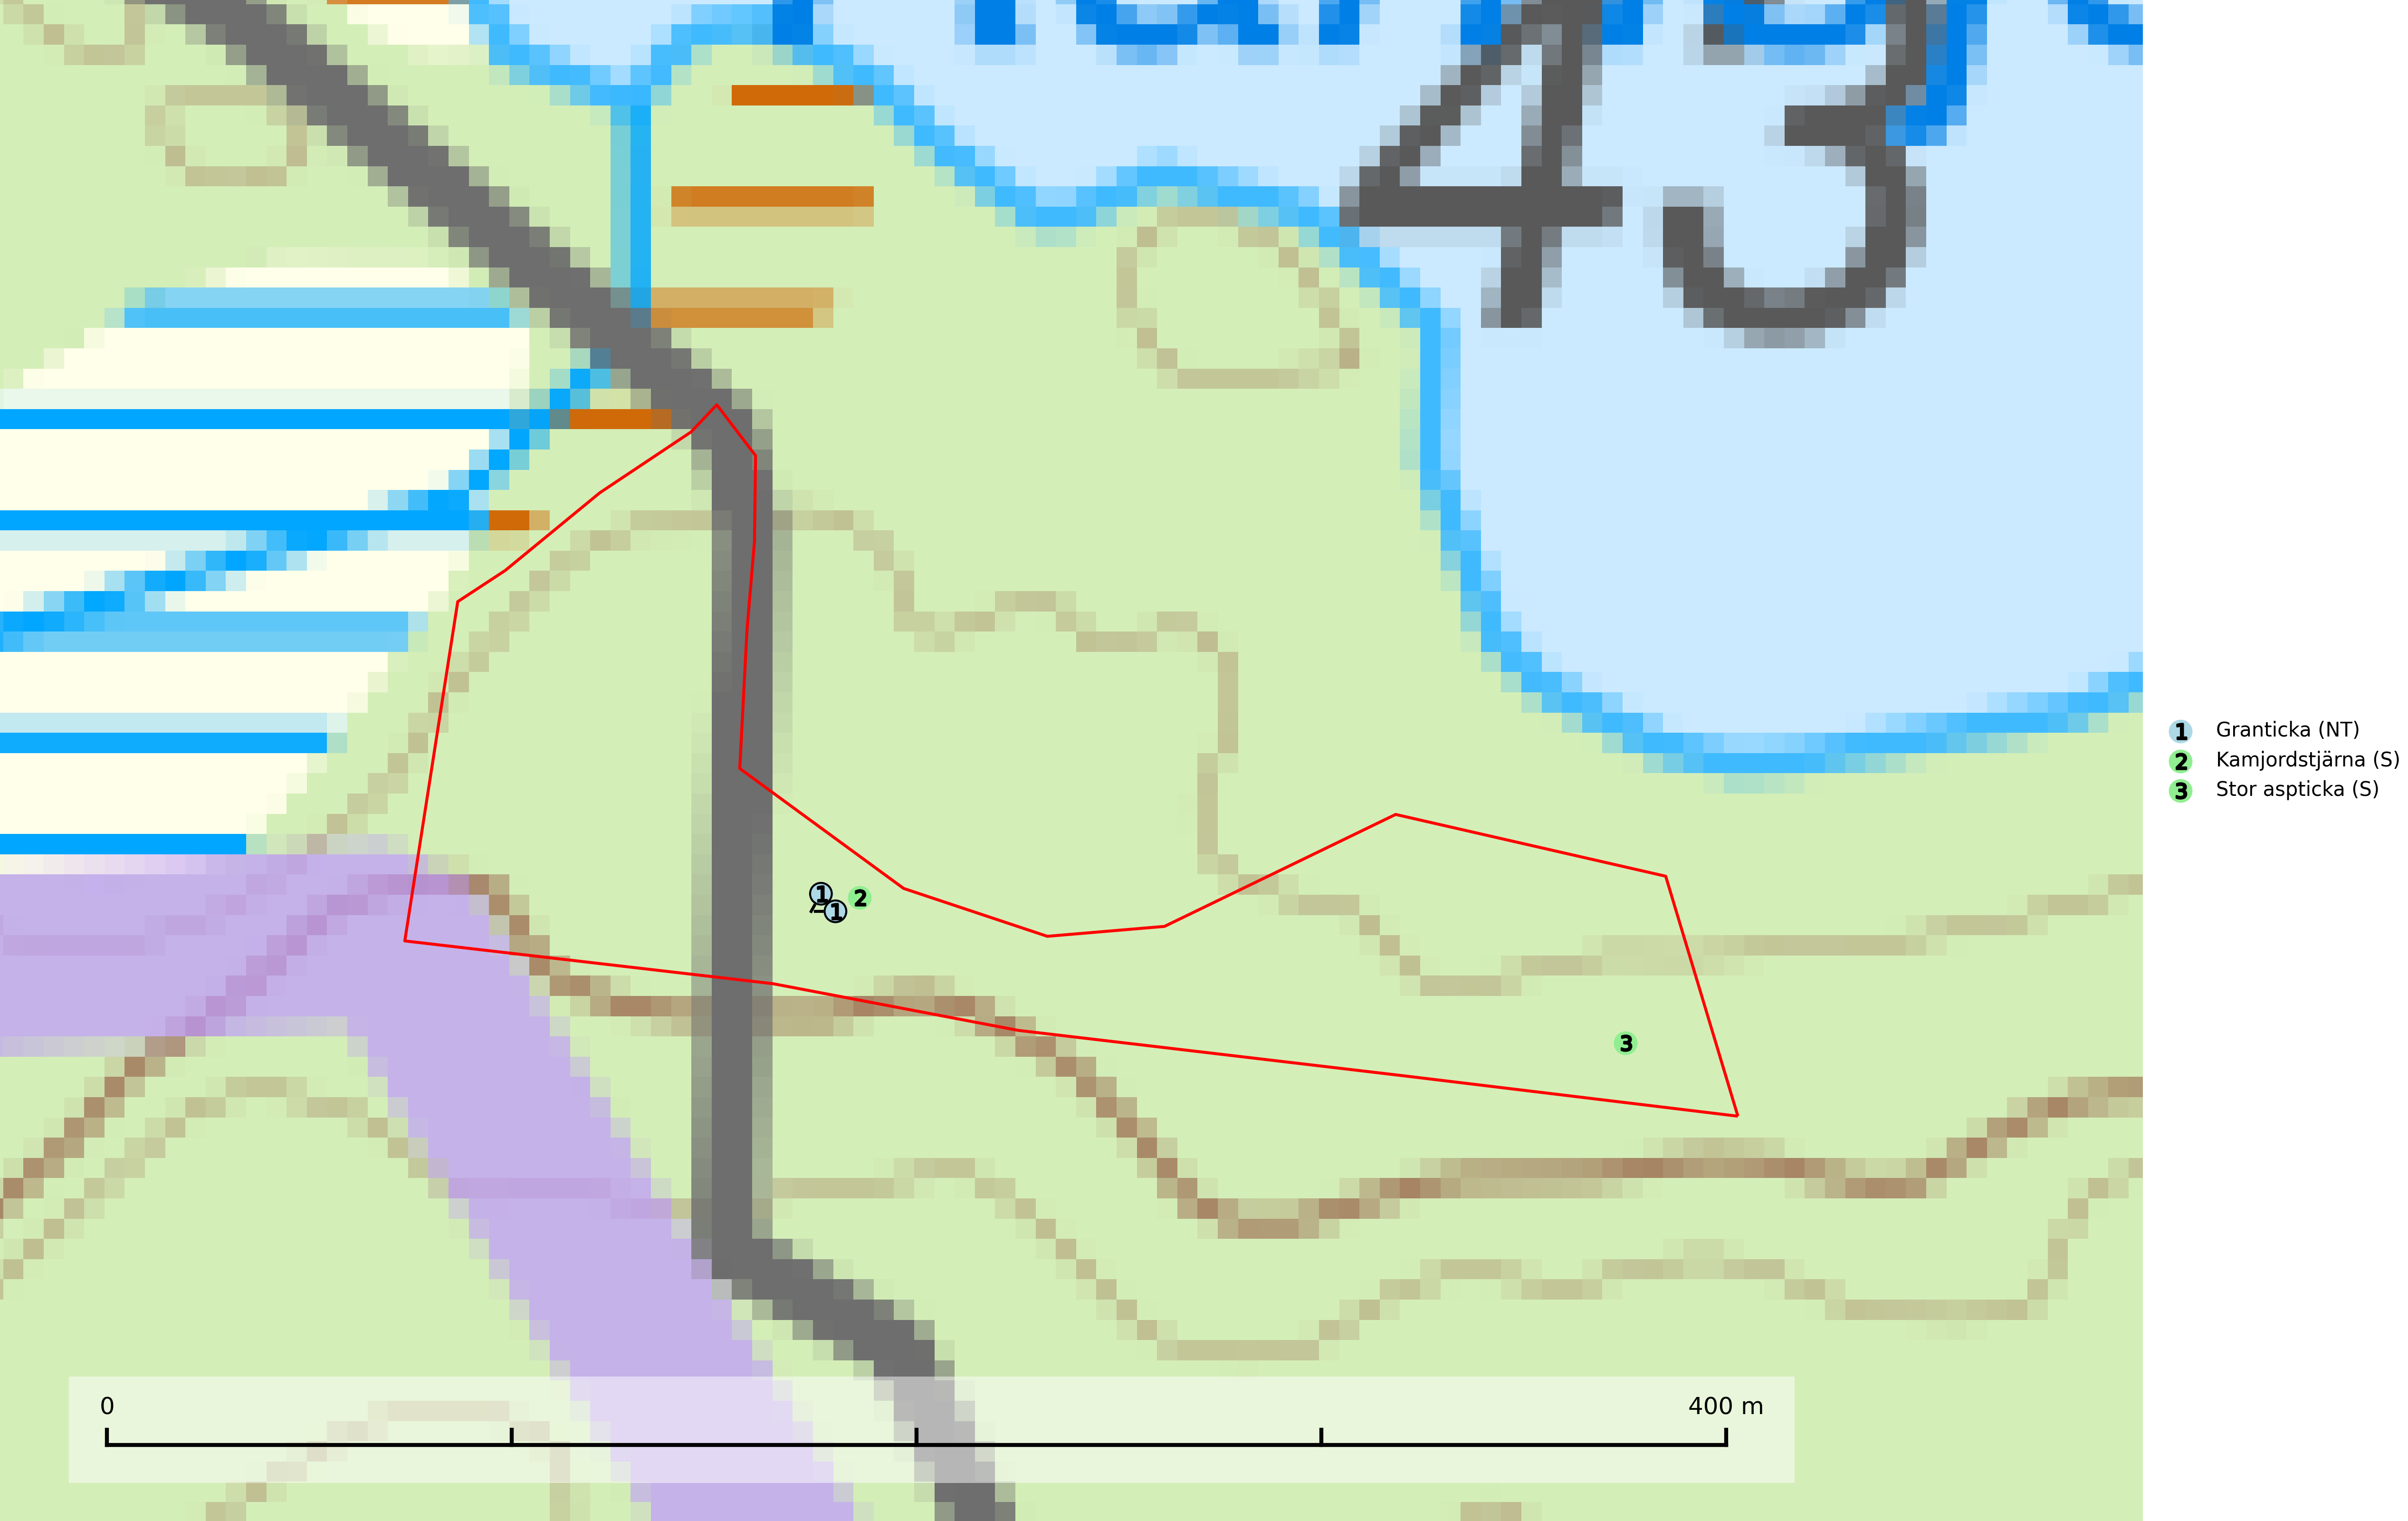 43
1 Granticka (NT)
2 Kamjordstjärna (S)
3 Stor aspticka (S)
1
1
2
3
0 400 m